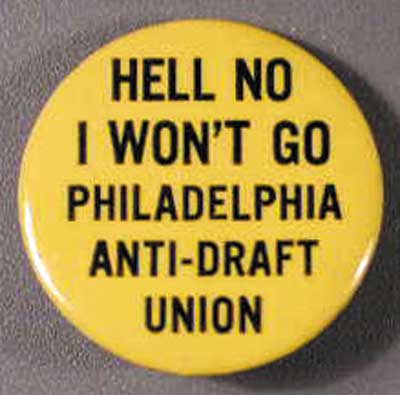 HELL NO
I WON'T GO
PHILADELPHIA
ANTI-DRAFT
UNION